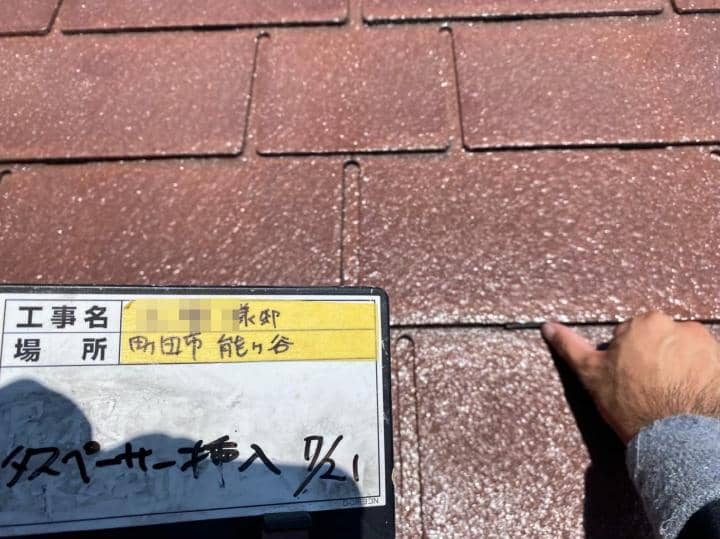 工事名 様邸
場所 町田市 能ヶ谷
タスペーサー挿入 7/21